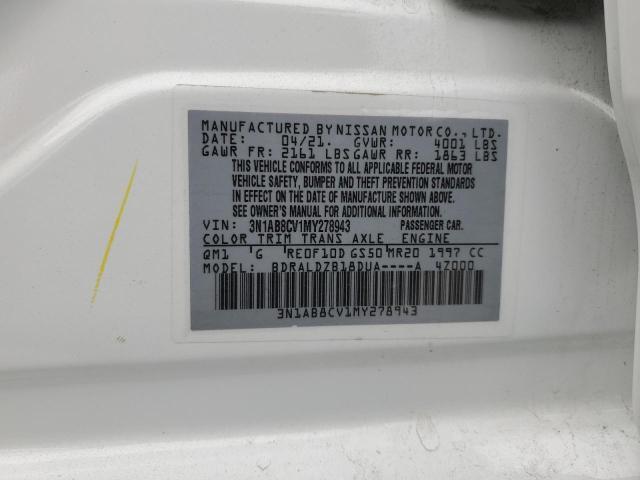 MANUFACTURED BY NISSAN MOTOR CO., LTD.
DATE: 04/21. GVWR: 4001 LBS
GAWR FR: 2161 LBS GAWR RR: 1863 LBS
THIS VEHICLE CONFORMS TO ALL APPLICABLE FEDERAL MOTOR
VEHICLE SAFETY, BUMPER AND THEFT PREVENTION STANDARDS
IN EFFECT ON THE DATE OF MANUFACTURE SHOWN ABOVE.
SEE OWNER'S MANUAL FOR ADDITIONAL INFORMATION.
VIN: 3N1AB8CV1MY278943 PASSENGER CAR.
COLOR TRIM TRANS AXLE ENGINE
QM1 G RE0F10D GS50 MR20 1997 CC
MODEL: BDRALDZB18DUA----A 4Z000
3N1AB8CV1MY278943